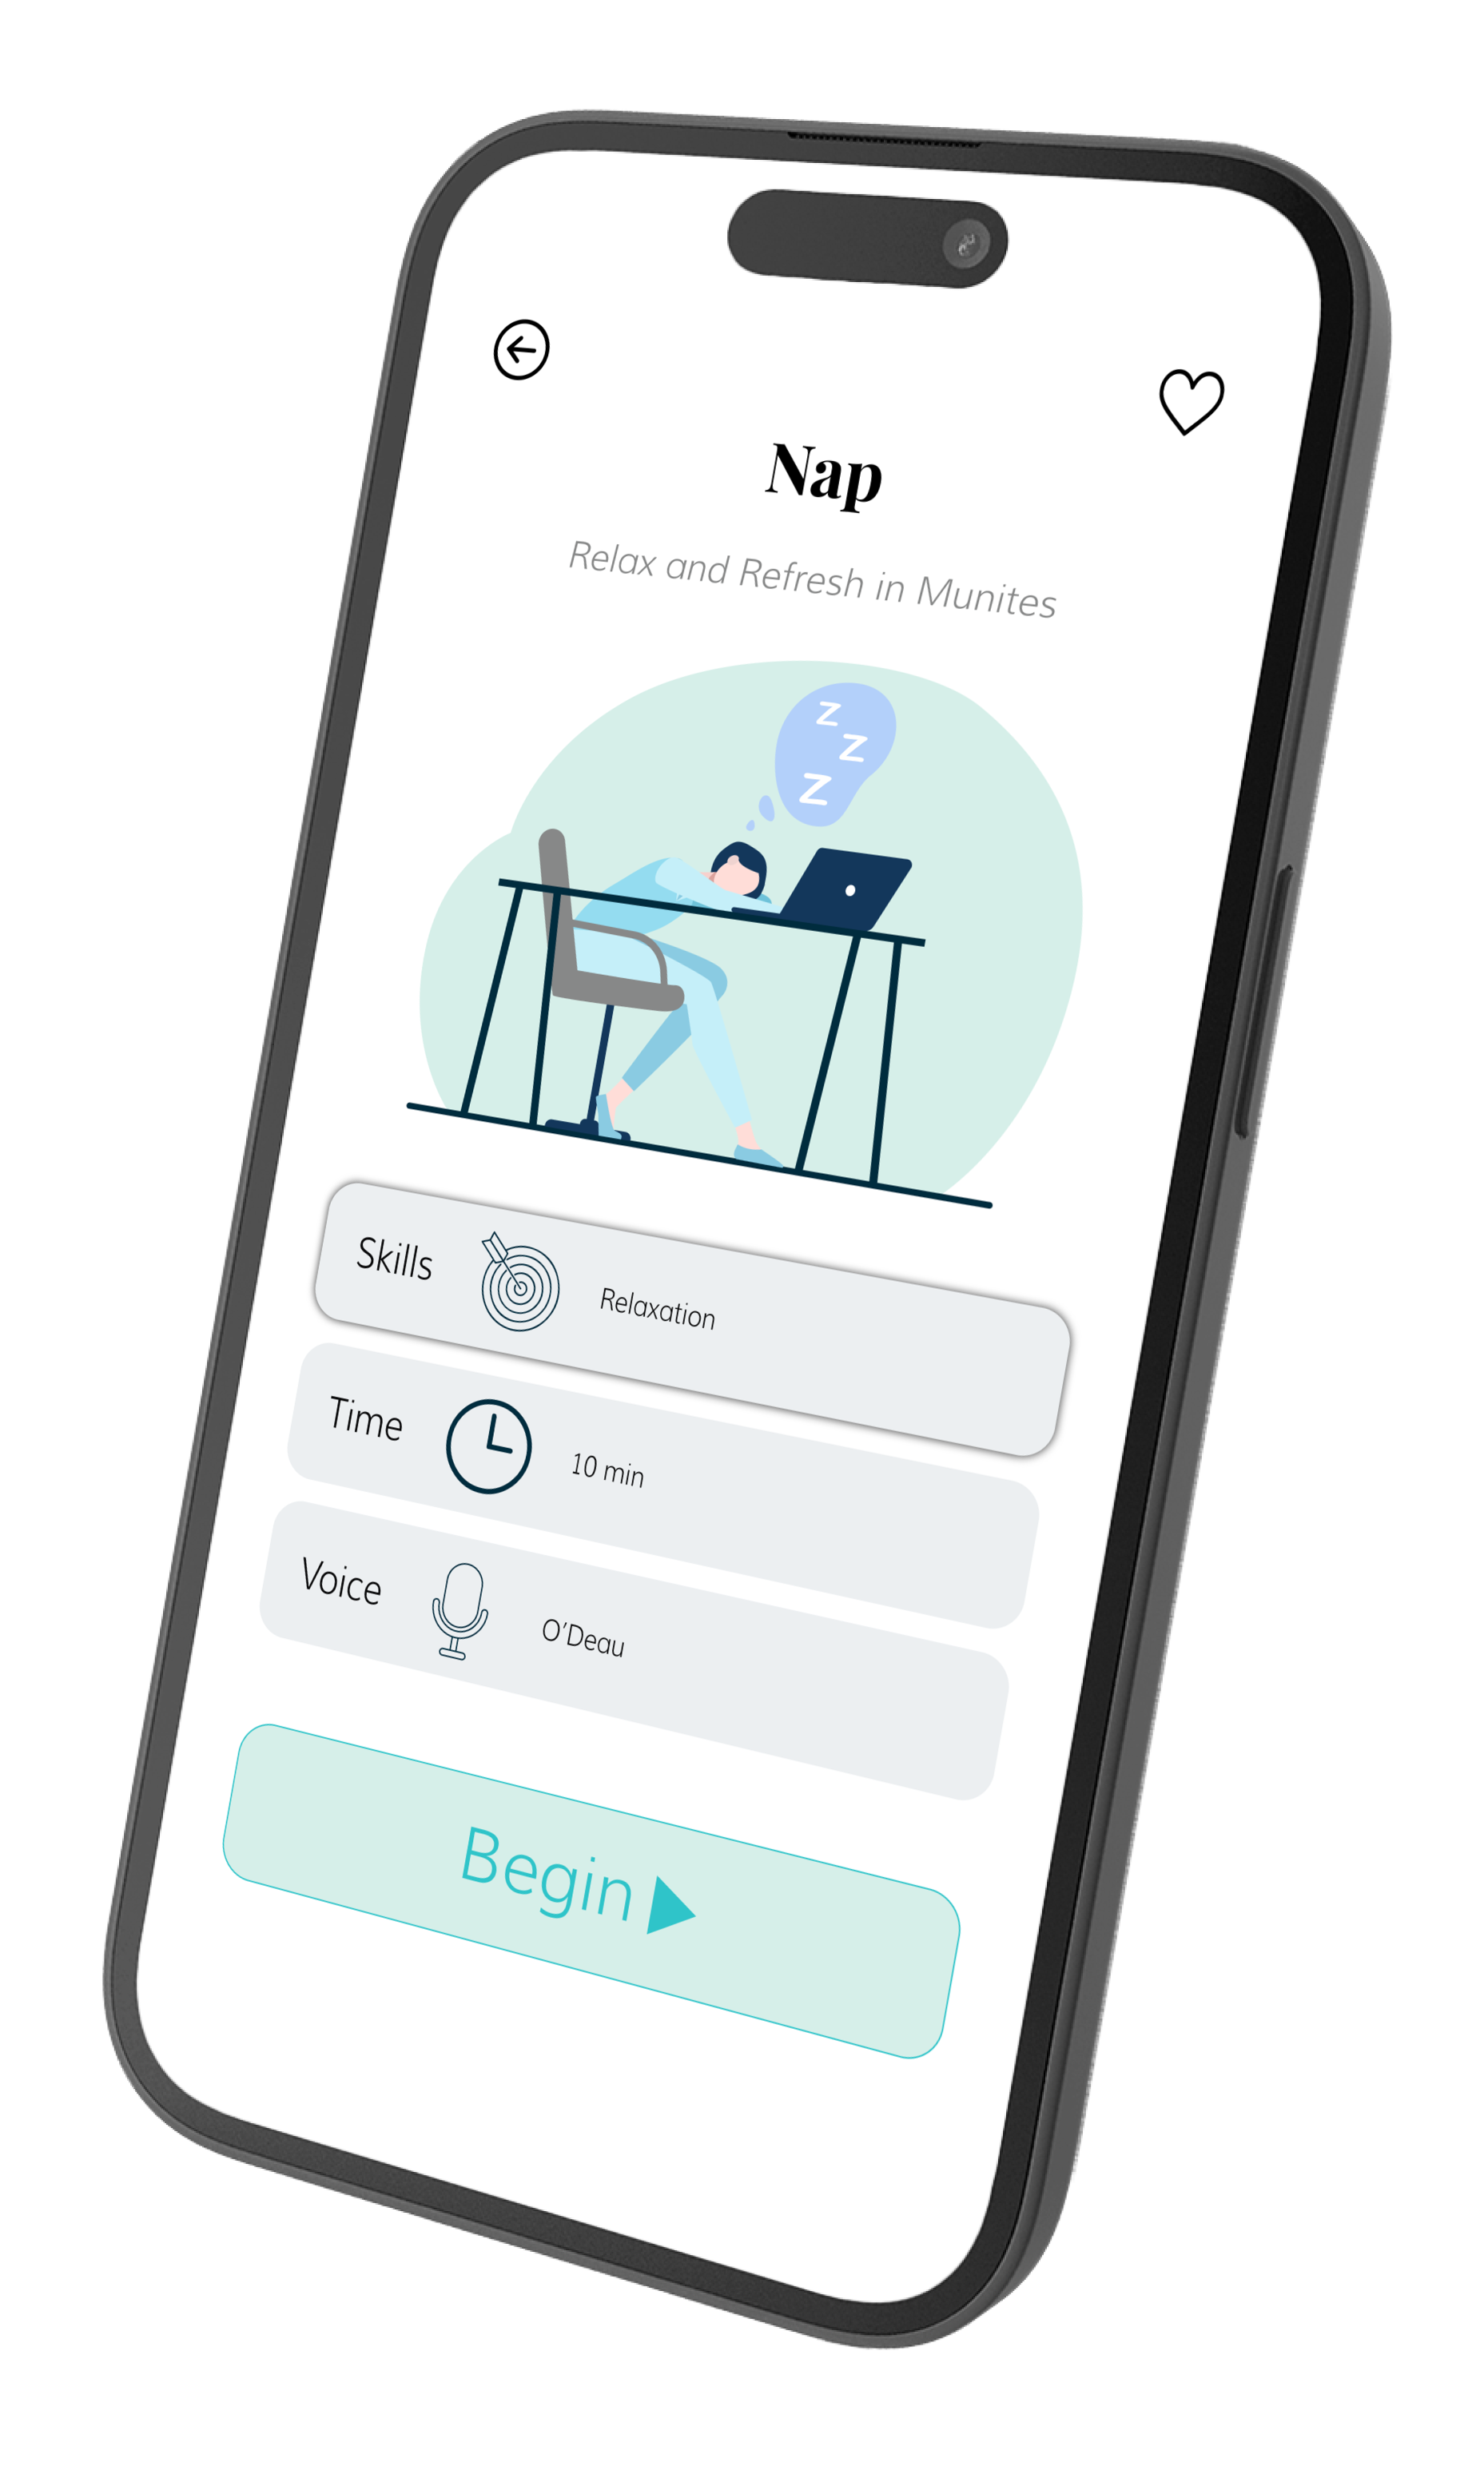 Nap
Relax and Refresh in Munites
z
z
z
Skills Relaxation
Time 10 min
Voice O'Deau
Begin